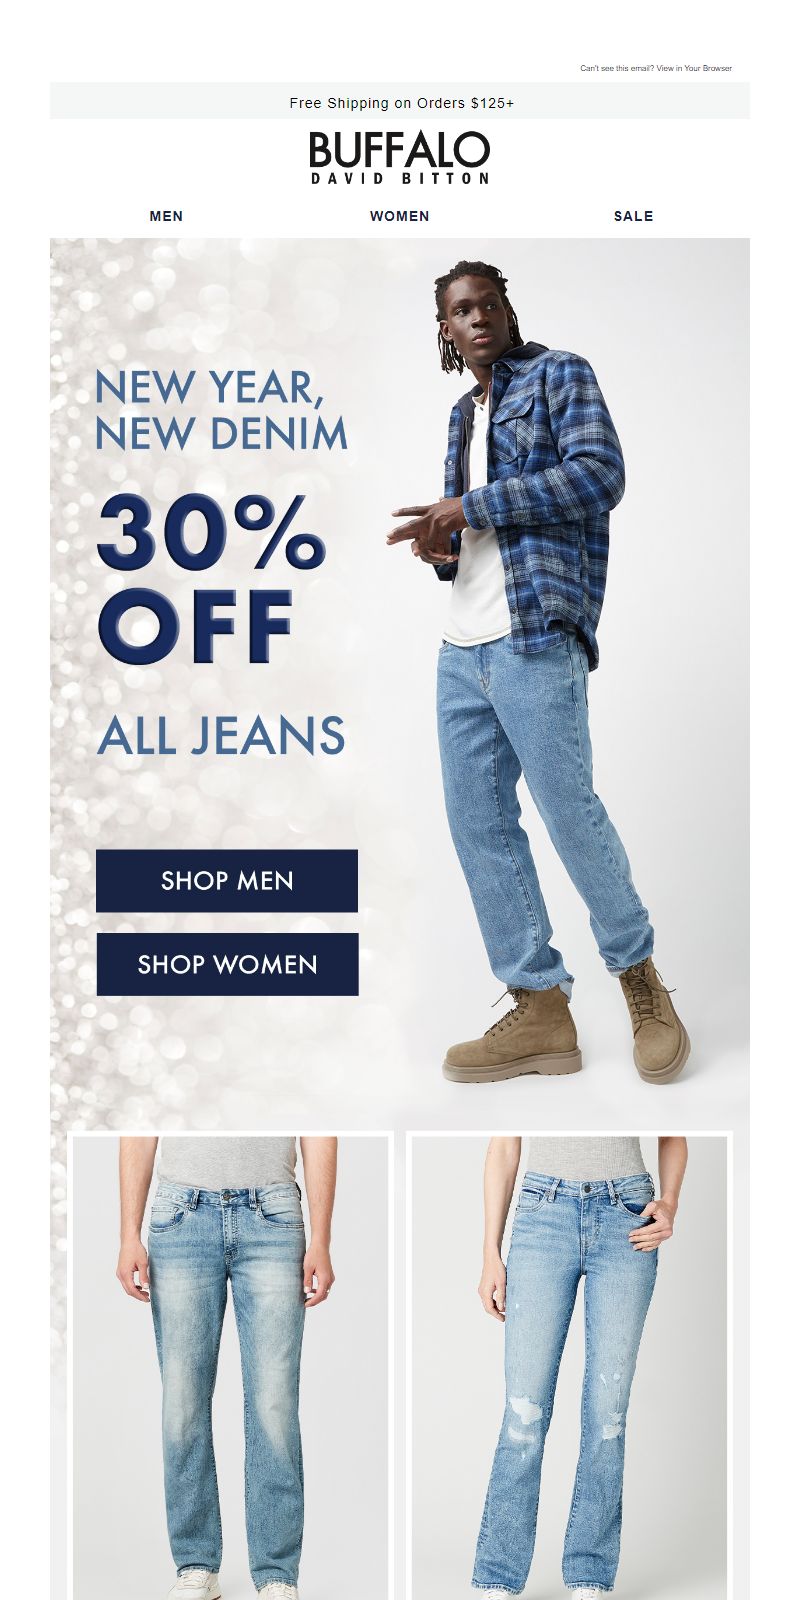 Can't see this email? View in Your Browser
Free Shipping on Orders $125+
BUFFALO
DAVID BITTON
MEN WOMEN SALE
NEW YEAR,
NEW DENIM
30%
OFF
ALL JEANS
SHOP MEN
SHOP WOMEN